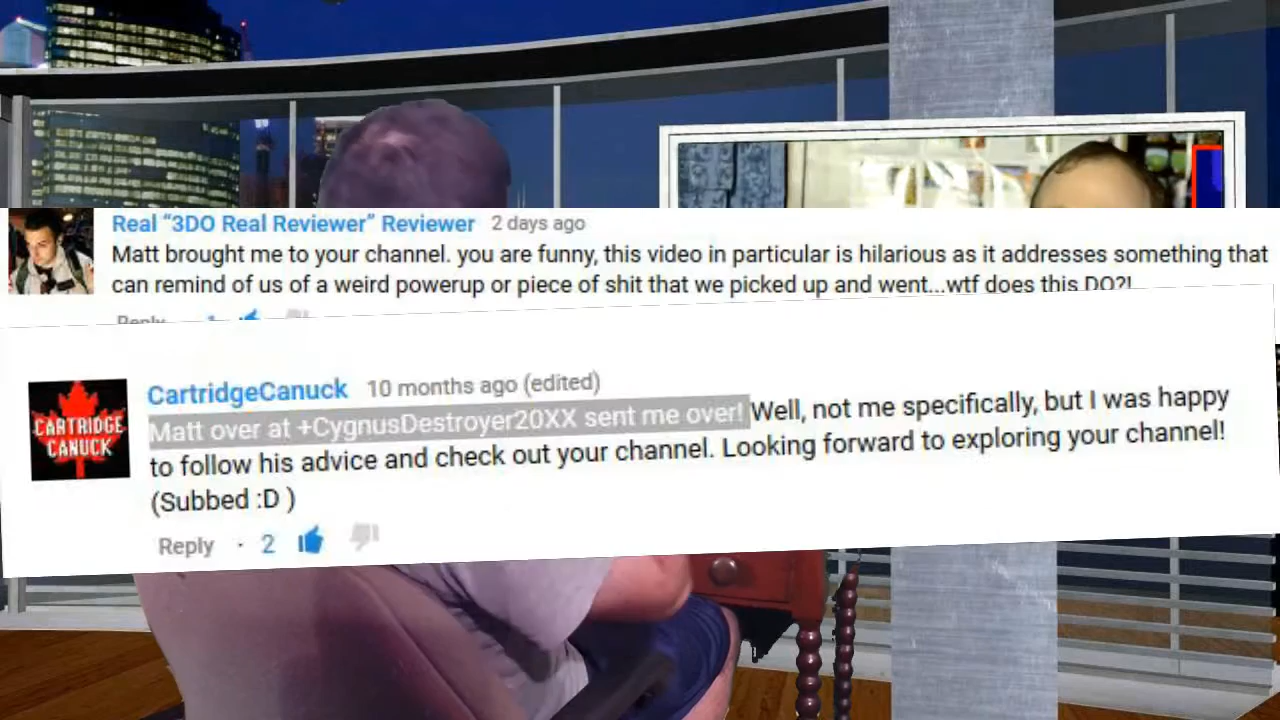 Real “3DO Real Reviewer” Reviewer 2 days ago
Matt brought me to your channel. you are funny, this video in particular is hilarious as it addresses something that
can remind of us of a weird powerup or piece of shit that we picked up and went...wtf does this DO?!
Reply 1
CARTRIDGE
CANUCK
CartridgeCanuck 10 months ago (edited)
Matt over at +CygnusDestroyer20XX sent me over! Well, not me specifically, but I was happy
to follow his advice and check out your channel. Looking forward to exploring your channel!
(Subbed :D )
Reply · 2